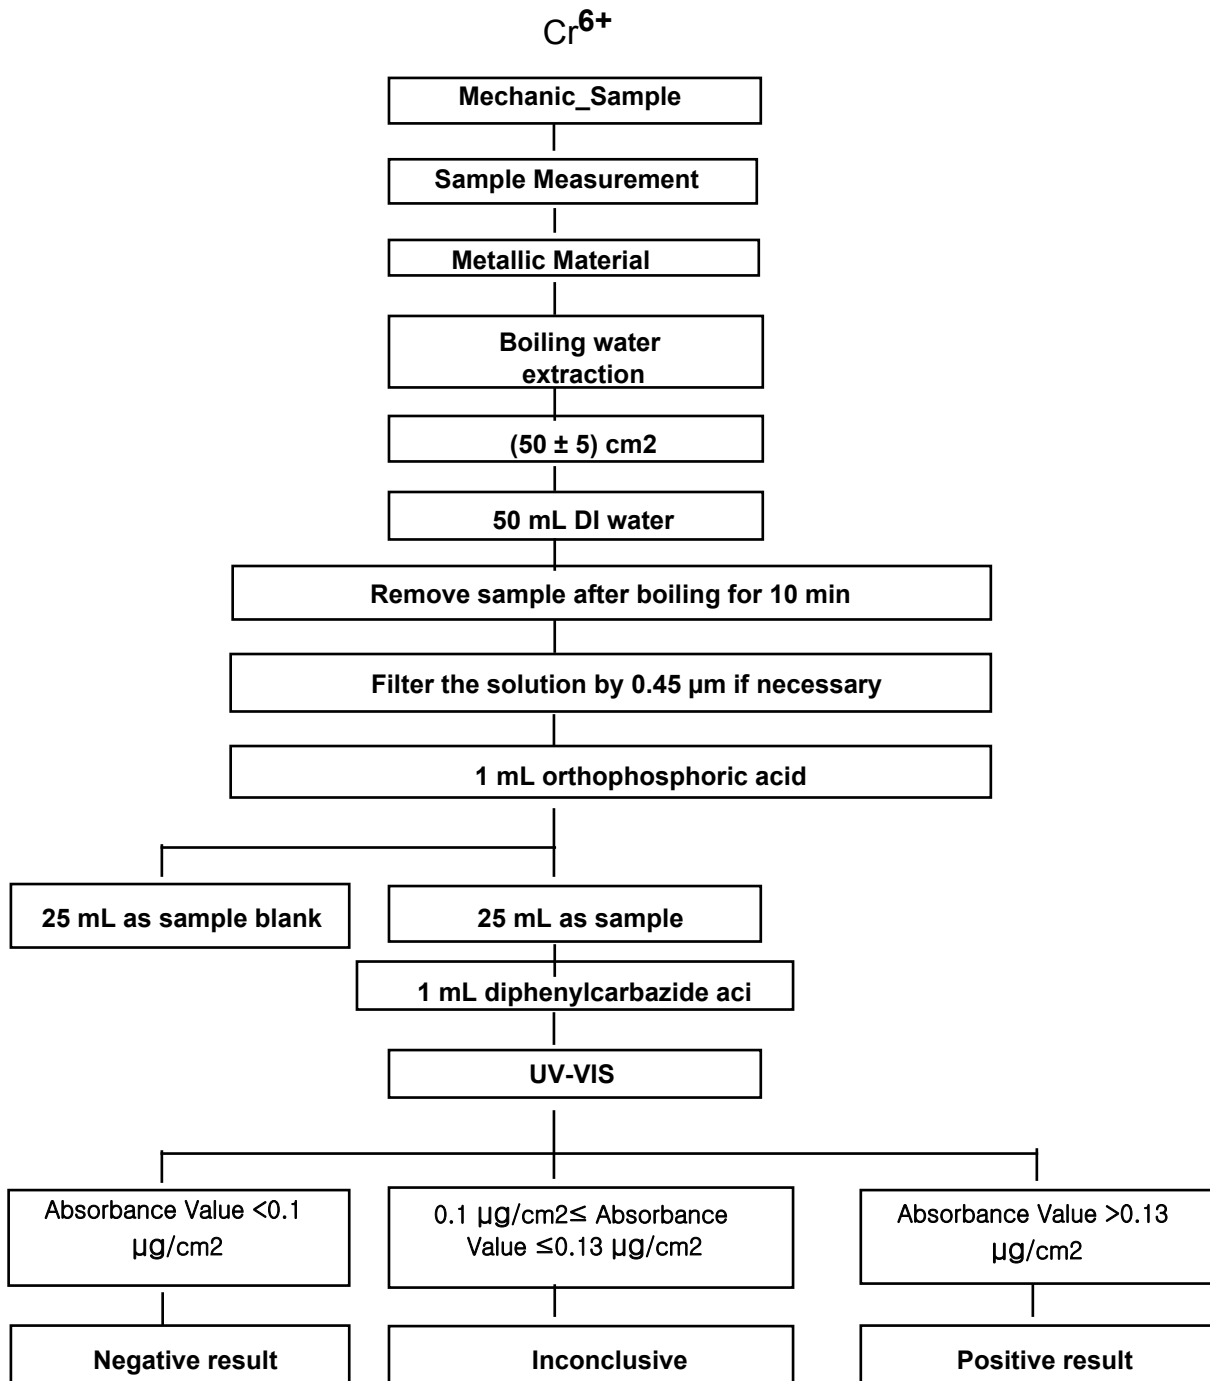 Cr6+
Mechanic_Sample
Sample Measurement
Metallic Material
Boiling water
extraction
(50 ± 5) cm2
50 mL DI water
Remove sample after boiling for 10 min
Filter the solution by 0.45 μm if necessary
1 mL orthophosphoric acid
25 mL as sample blank
25 mL as sample
1 mL diphenylcarbazide aci
UV-VIS
Absorbance Value <0.1
μg/cm2
0.1 μg/cm2≤ Absorbance
Value ≤0.13 μg/cm2
Absorbance Value >0.13
μg/cm2
Negative result
Inconclusive
Positive result